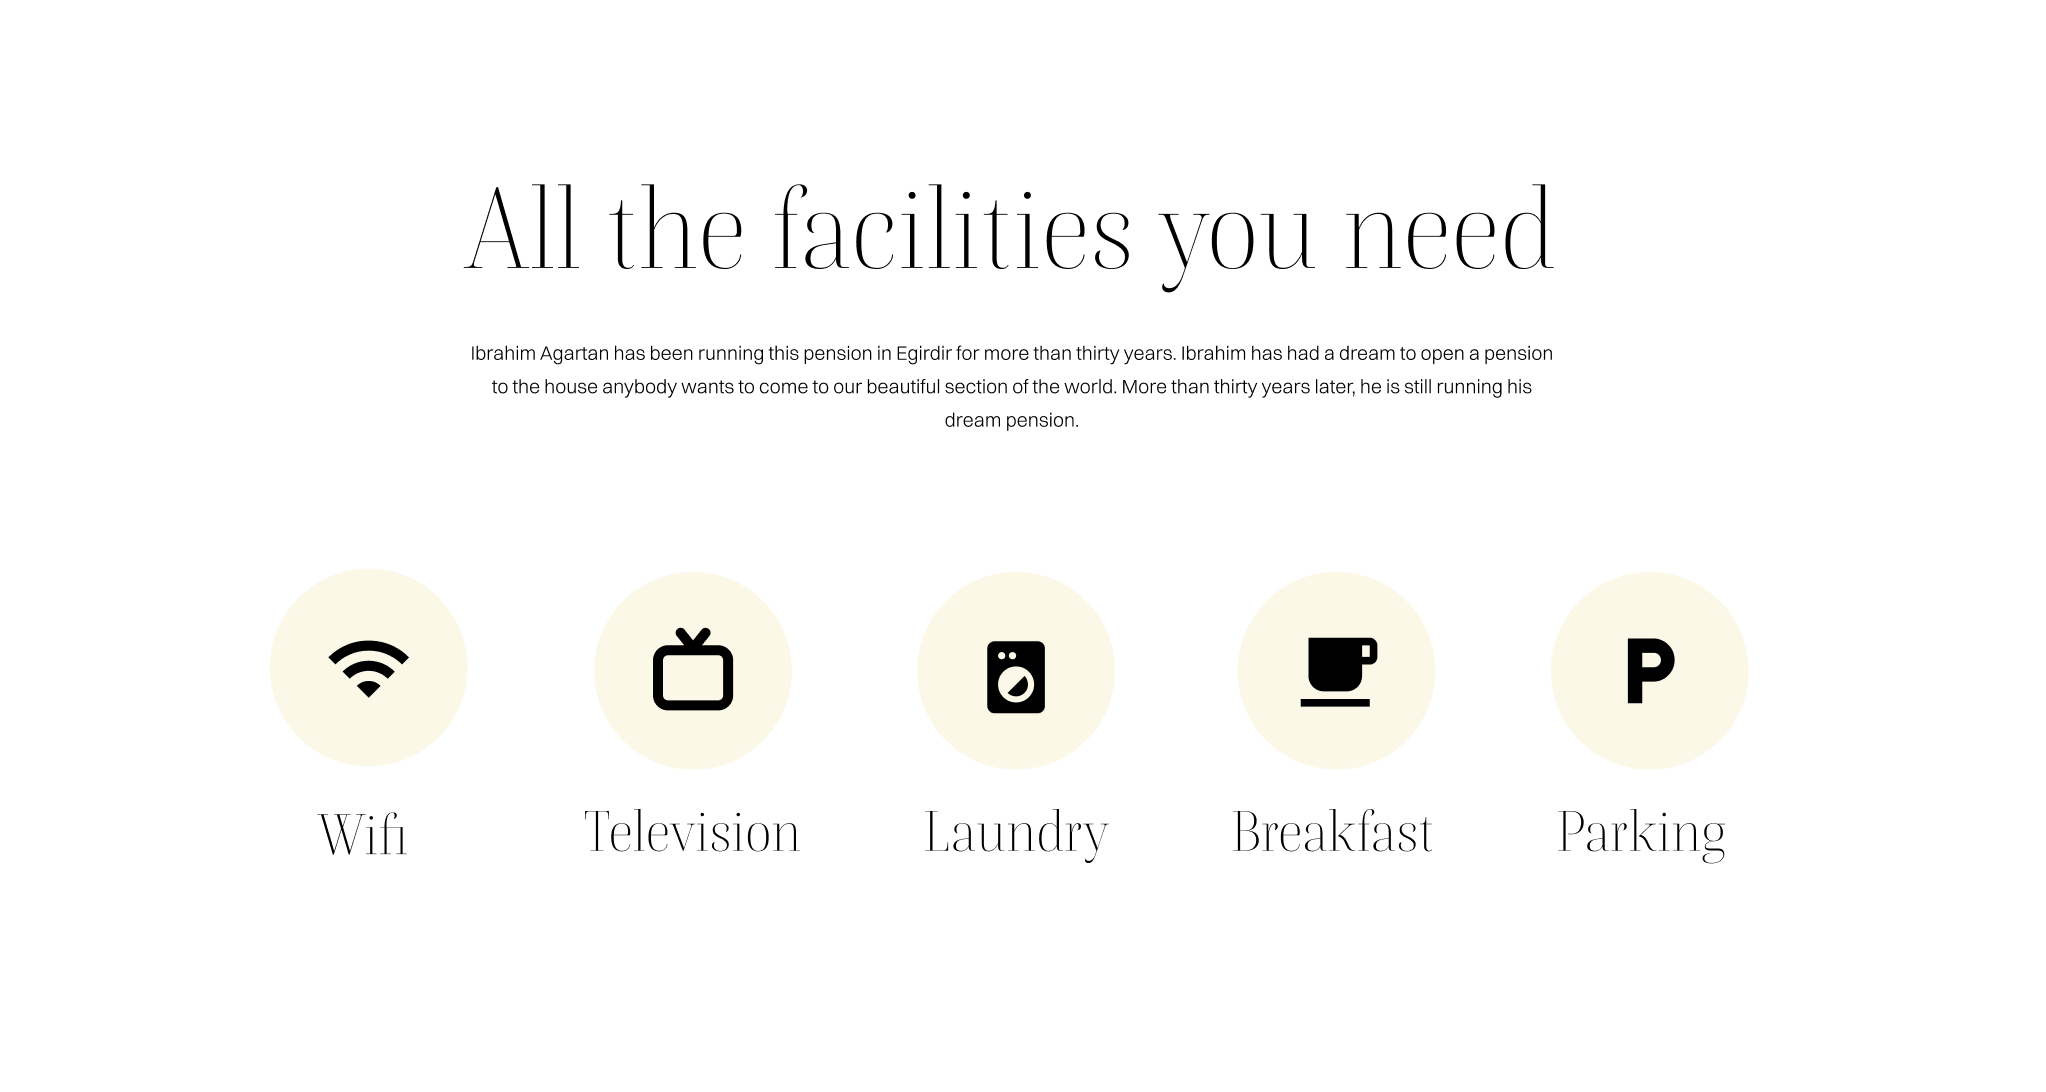 All the facilities you need
Ibrahim Agartan has been running this pension in Egirdir for more than thirty years. Ibrahim has had a dream to open a pension
to the house anybody wants to come to our beautiful section of the world. More than thirty years later, he is still running his
dream pension.
P
Wifi
Television
Laundry
Breakfast
Parking